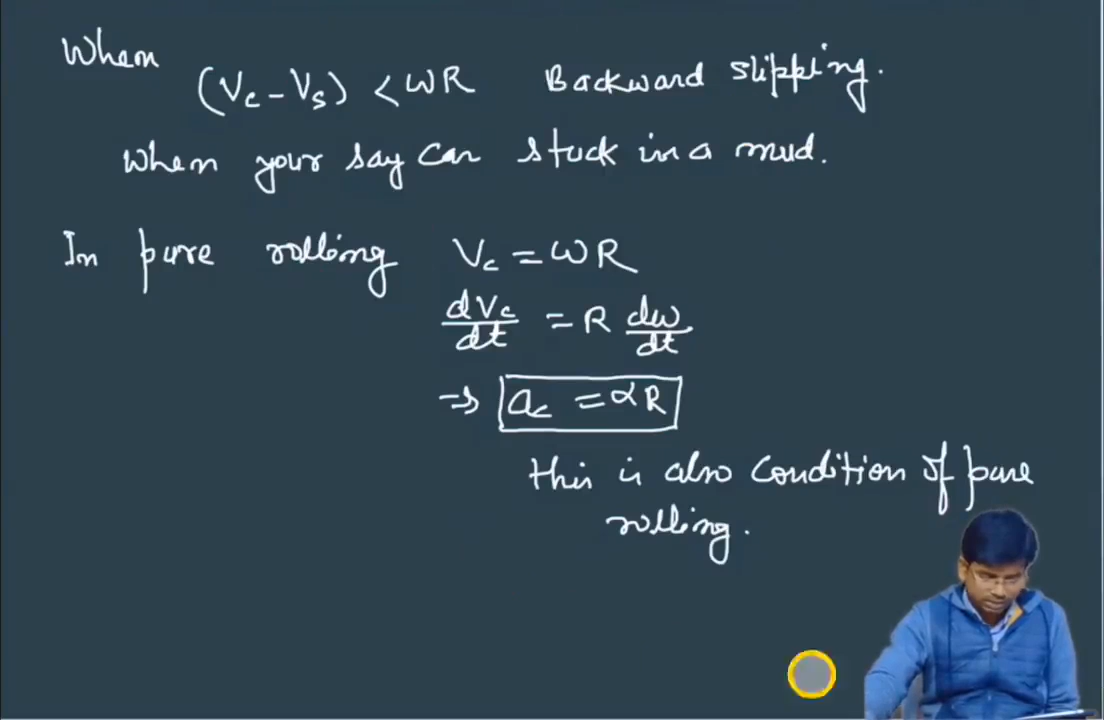 When
(Vc - Vs) < ωR Backward slipping.
When your say Car stuck in a mud.
In pure rolling Vc = ωR
dVc/dt = R dω/dt
⇒ ac = αR
this is also condition of pure
rolling.